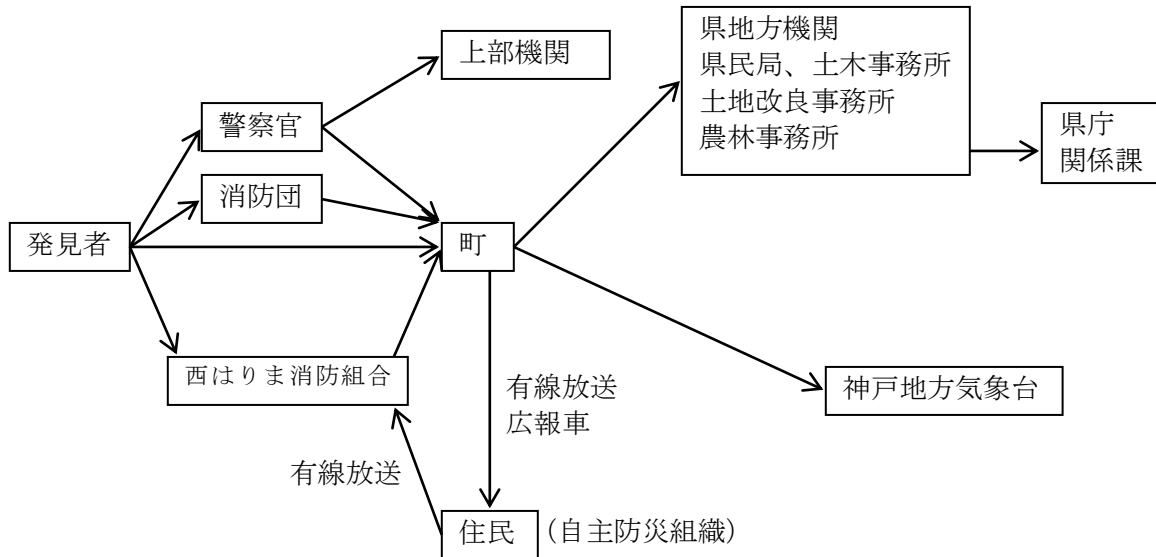 上部機関
県地方機関
県民局、土木事務所
土地改良事務所
農林事務所
県庁
関係課
警察官
消防団
発見者
町
西はりま消防組合
有線放送
広報車
神戸地方気象台
有線放送
住民
(自主防災組織)